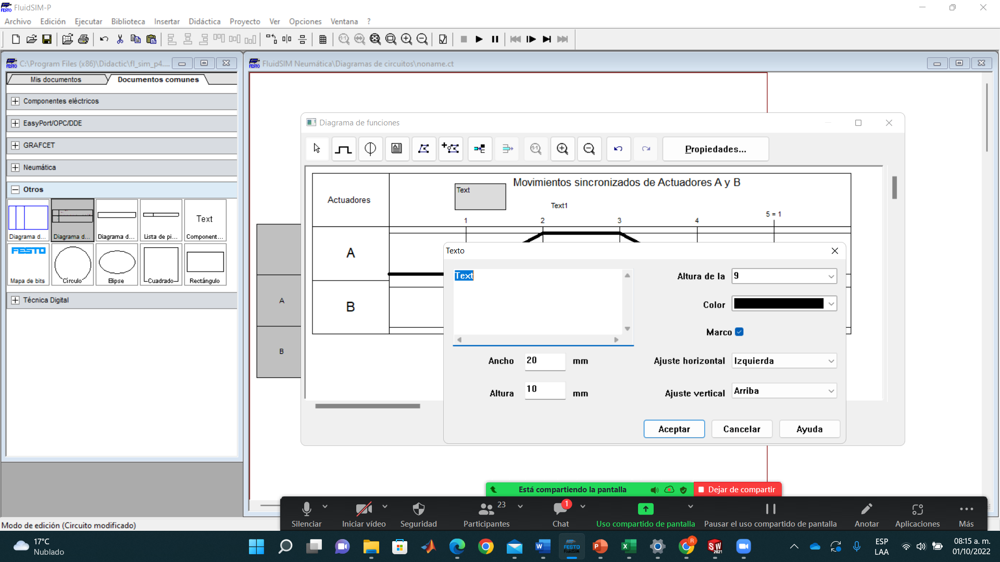 FluidSIM-P
Archivo Edición Ejecutar Biblioteca Insertar Didáctica Proyecto Ver Opciones Ventana ?
C:\Program Files (x86)\Didactic\fl_sim_p4....
Mis documentos Documentos comunes
Componentes eléctricos
EasyPort/OPC/DDE
GRAFCET
Neumática
Otros
Diagrama d... Diagrama d... Diagrama d... Lista de pi... Text Component...
FESTO Mapa de bits Círculo Elipse Cuadrado Rectángulo
Técnica Digital
FluidSIM Neumática\Diagramas de circuitos\noname.ct
A
B
Diagrama de funciones
Propiedades...
Actuadores
Text
Movimientos sincronizados de Actuadores A y B
Text1
1 2 3 4 5 = 1
A
B
Texto
Text
Altura de la 9
Color
Marco
Ancho 20 mm
Ajuste horizontal Izquierda
Altura 10 mm
Ajuste vertical Arriba
Aceptar Cancelar Ayuda
Está compartiendo la pantalla Dejar de compartir
Silenciar Iniciar vídeo Seguridad Participantes 23 Chat 1 Uso compartido de pantalla Pausar el uso compartido de pantalla Anotar Aplicaciones Más
Modo de edición (Circuito modificado)
17°C
Nublado
ESP
LAA
08:15 a. m.
01/10/2022